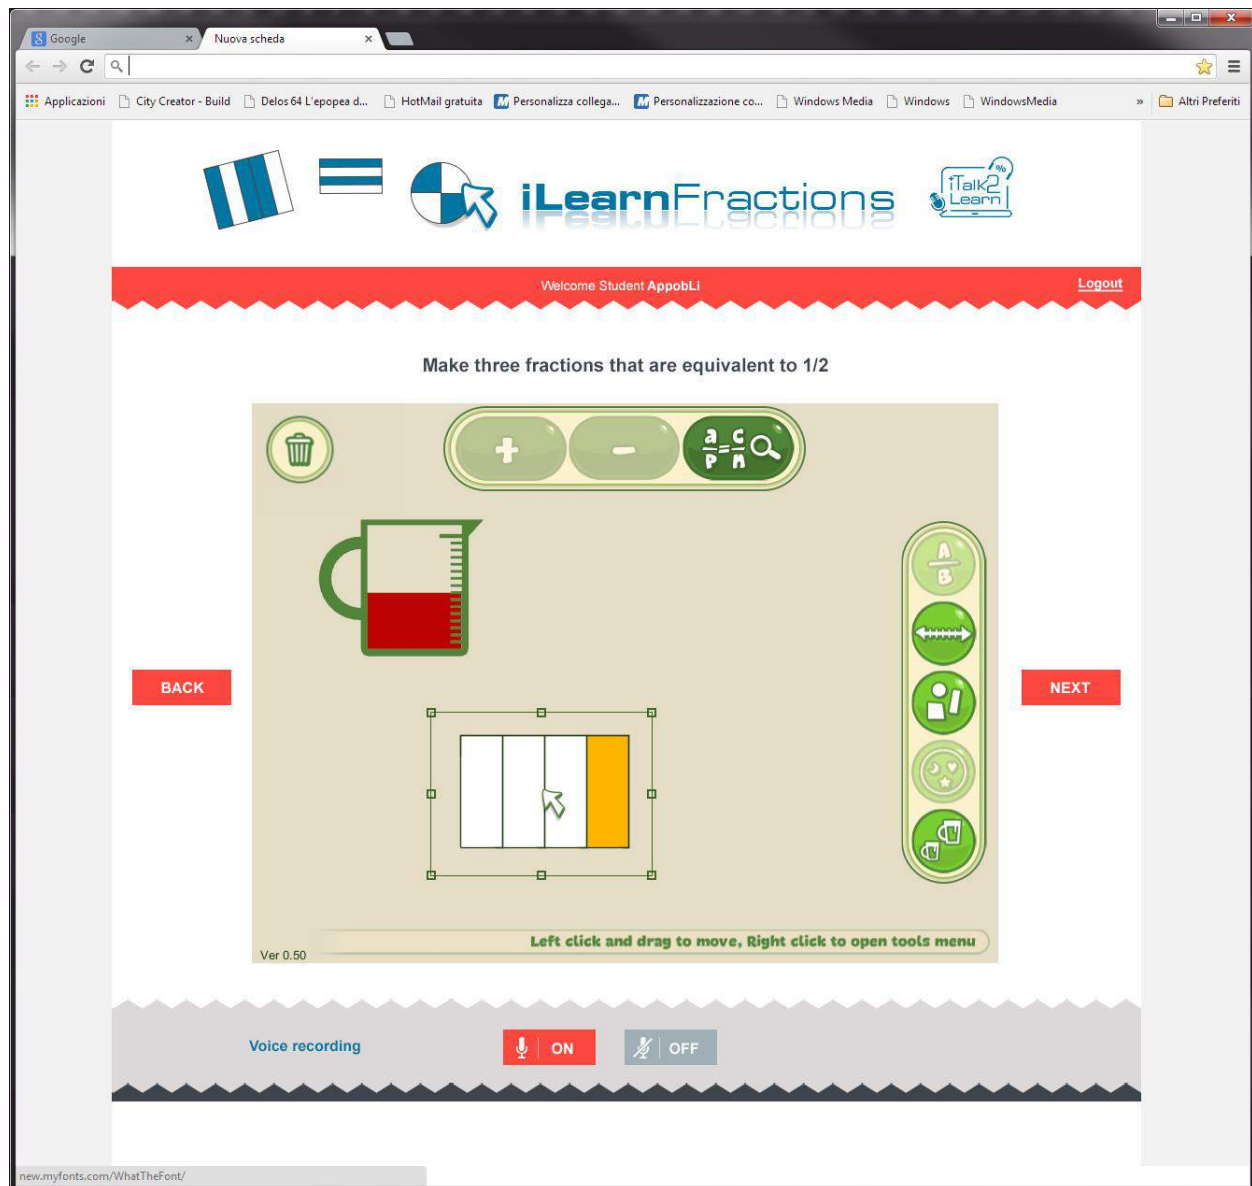 Google
Nuova scheda
Applicazioni City Creator - Build Delos 64 L'epopea d... HotMail gratuita Personalizza collega... Personalizzazione co... Windows Media Windows WindowsMedia » Altri Preferiti
iLearnFractions
iTalk2
Learn
%
Welcome Student AppobLi
Logout
Make three fractions that are equivalent to 1/2
+ - a/p = c/n
A/B
BACK
NEXT
Left click and drag to move, Right click to open tools menu
Ver 0.50
Voice recording
ON
OFF
new.myfonts.com/WhatTheFont/